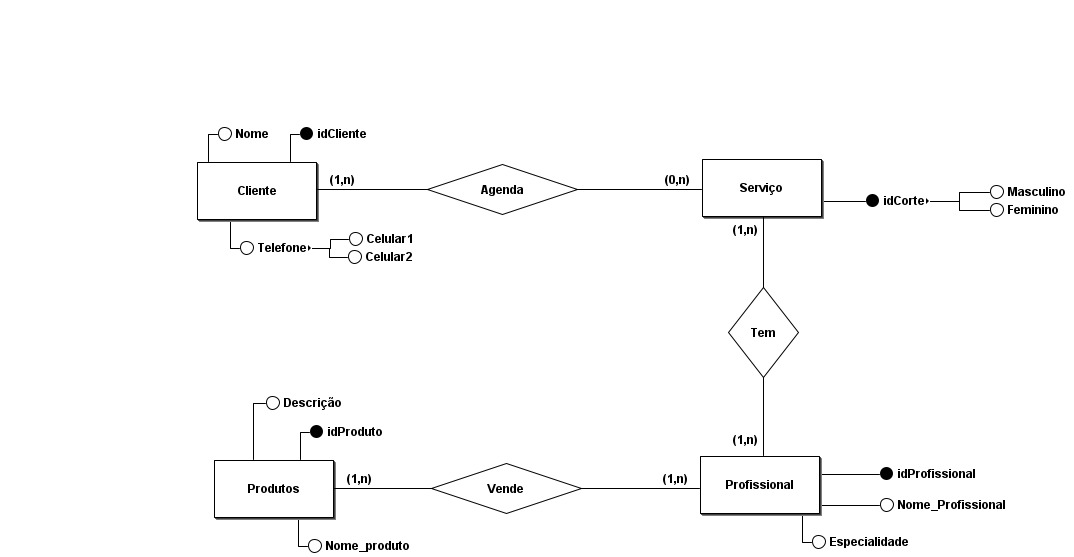 Nome
idCliente
Cliente
(1,n)
Agenda
(0,n)
Serviço
idCorte
Masculino
Feminino
Telefone
Celular1
Celular2
(1,n)
Tem
(1,n)
Descrição
idProduto
Produtos
(1,n)
Vende
(1,n)
Profissional
idProfissional
Nome_Profissional
Especialidade
Nome_produto